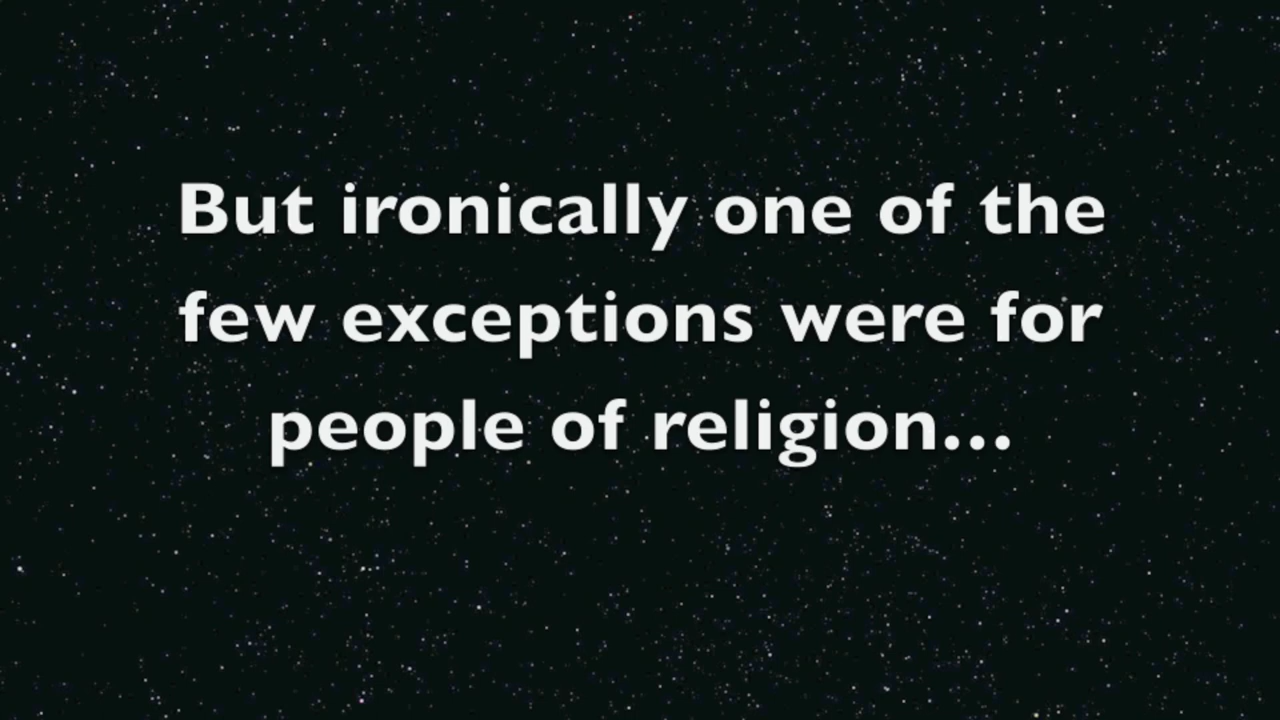 But ironically one of the
few exceptions were for
people of religion...